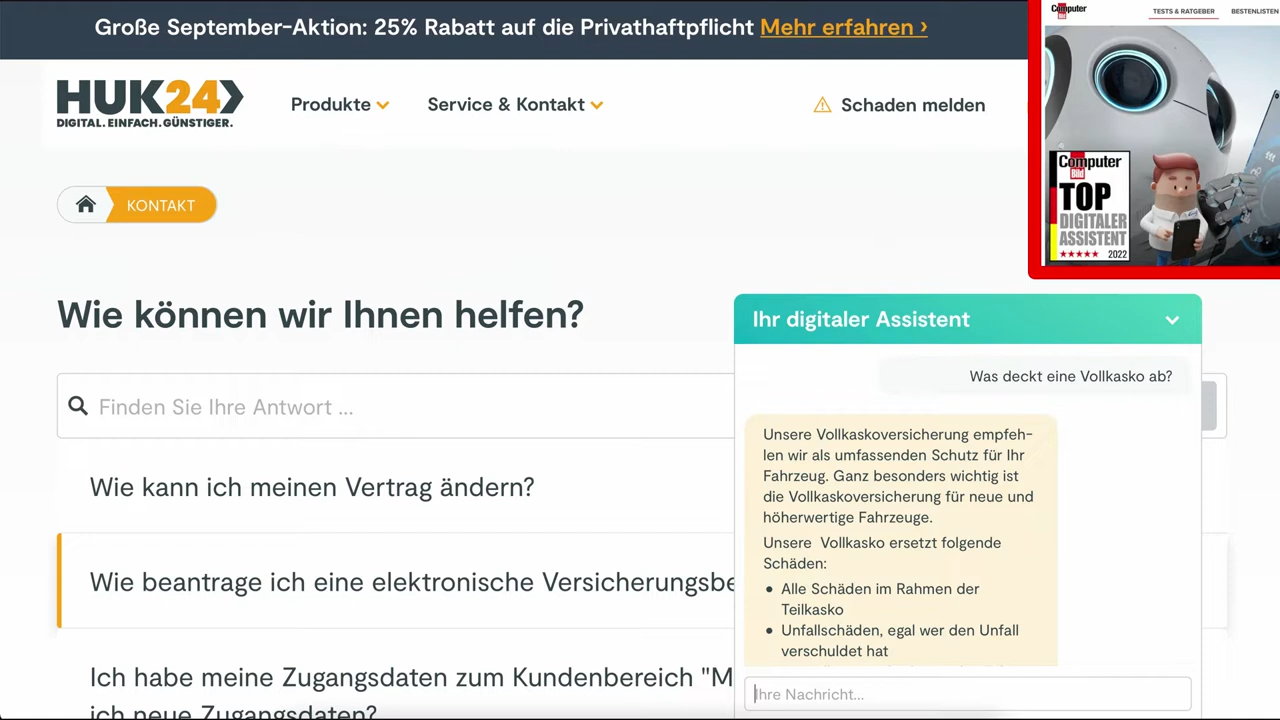 Große September-Aktion: 25% Rabatt auf die Privathaftpflicht Mehr erfahren ›
HUK24
DIGITAL. EINFACH. GÜNSTIGER.
Produkte
Service & Kontakt
Schaden melden
Computer
Bild
TESTS & RATGEBER
BESTENLISTEN
Computer
Bild
TOP
DIGITALER
ASSISTENT
2022
KONTAKT
Wie können wir Ihnen helfen?
Finden Sie Ihre Antwort ...
Wie kann ich meinen Vertrag ändern?
Wie beantrage ich eine elektronische Versicherungsbe
Ich habe meine Zugangsdaten zum Kundenbereich "M
ich neue Zugangsdaten?
Ihr digitaler Assistent
Was deckt eine Vollkasko ab?
Unsere Vollkaskoversicherung empfeh-
len wir als umfassenden Schutz für Ihr
Fahrzeug. Ganz besonders wichtig ist
die Vollkaskoversicherung für neue und
höherwertige Fahrzeuge.
Unsere Vollkasko ersetzt folgende
Schäden:
• Alle Schäden im Rahmen der
Teilkasko
• Unfallschäden, egal wer den Unfall
verschuldet hat
Ihre Nachricht...